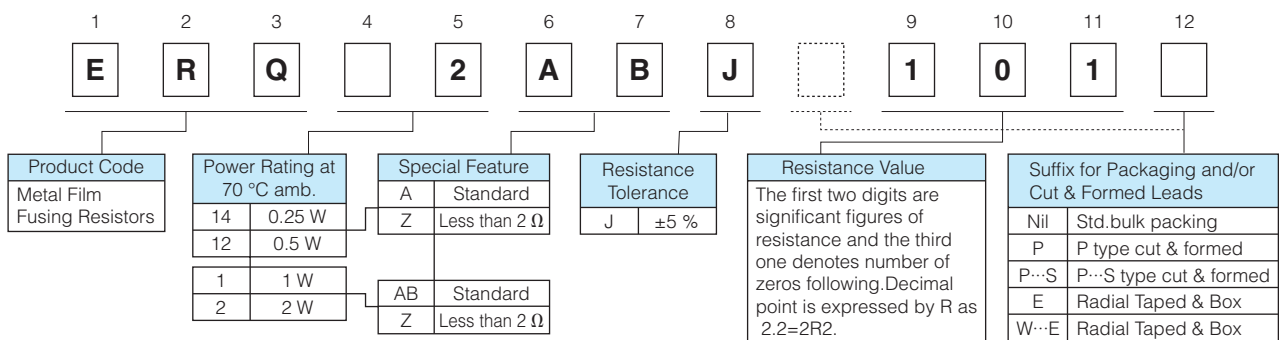 1 2 3 4 5 6 7 8 9 10 11 12
E R Q 2 A B J 1 0 1
Product Code
Metal Film
Fusing Resistors
Power Rating at
70 °C amb.
14 0.25 W
12 0.5 W
1 1 W
2 2 W
Special Feature
A Standard
Z Less than 2 Ω
AB Standard
Z Less than 2 Ω
Resistance
Tolerance
J ±5 %
Resistance Value
The first two digits are
significant figures of
resistance and the third
one denotes number of
zeros following.Decimal
point is expressed by R as
2.2=2R2.
Suffix for Packaging and/or
Cut & Formed Leads
Nil Std.bulk packing
P P type cut & formed
P···S P···S type cut & formed
E Radial Taped & Box
W···E Radial Taped & Box